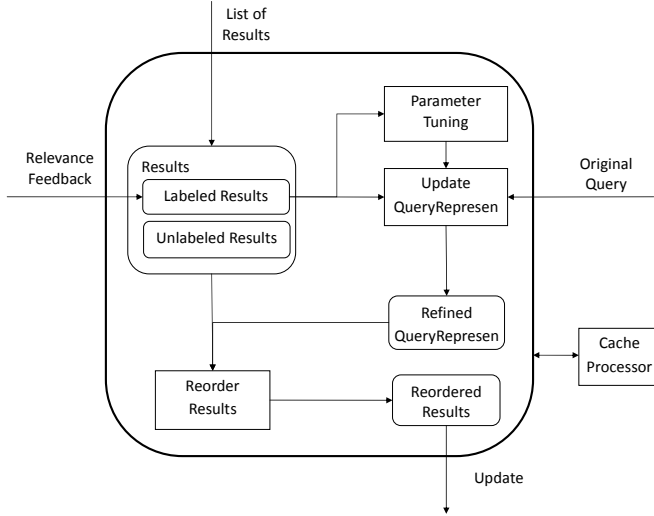 List of
Results
Parameter
Tuning
Relevance
Feedback
Results
Labeled Results
Unlabeled Results
Update
QueryRepresen
Original
Query
Refined
QueryRepresen
Cache
Processor
Reorder
Results
Reordered
Results
Update